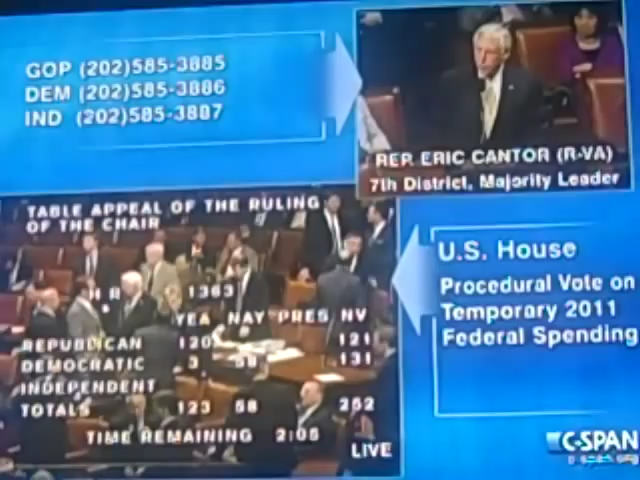 GOP (202)585-3885
DEM (202)585-3886
IND (202)585-3887
REP. ERIC CANTOR (R-VA)
7th District, Majority Leader
TABLE APPEAL OF THE RULING
OF THE CHAIR
H R 1363
YEA NAY PRES NV
REPUBLICAN 120 121
DEMOCRATIC 3 58 131
INDEPENDENT
TOTALS 123 58 252
TIME REMAINING 2:05
LIVE
U.S. House
Procedural Vote on
Temporary 2011
Federal Spending
C-SPAN